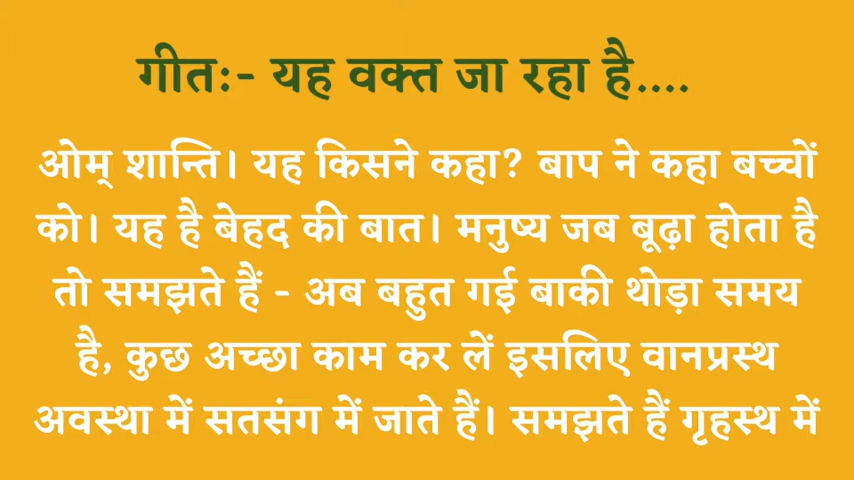 गीतः- यह वक्त जा रहा है....
ओम् शान्ति। यह किसने कहा? बाप ने कहा बच्चों
को। यह है बेहद की बात। मनुष्य जब बूढ़ा होता है
तो समझते हैं - अब बहुत गई बाकी थोड़ा समय
है, कुछ अच्छा काम कर लें इसलिए वानप्रस्थ
अवस्था में सतसंग में जाते हैं। समझते हैं गृहस्थ में